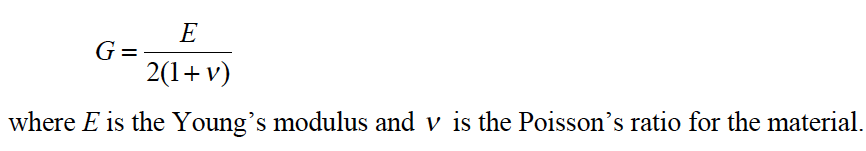 G = E / 2(1+ν)
where E is the Young’s modulus and ν is the Poisson’s ratio for the material.